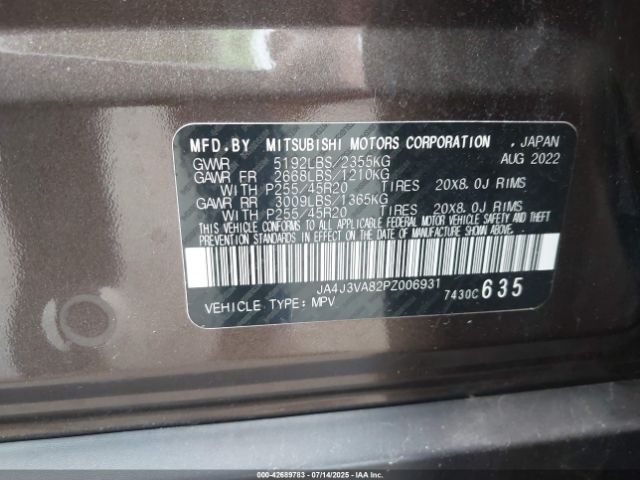 MFD.BY MITSUBISHI MOTORS CORPORATION , JAPAN
GVWR 5192LBS/2355KG AUG 2022
GAWR FR 2668LBS/1210KG
WITH P255/45R20 TIRES 20X8.0J RIMS
GAWR RR 3009LBS/1365KG
WITH P255/45R20 TIRES 20X8.0J RIMS
THIS VEHICLE CONFORMS TO ALL APPLICABLE FEDERAL MOTOR VEHICLE SAFETY AND THEFT
PREVENTION STANDARDS IN EFFECT ON THE DATE OF MANUFACTURE SHOWN ABOVE.
JA4J3VA82PZ006931
VEHICLE TYPE: MPV 7430C 635
000-42689783 - 07/14/2025 - IAAI.COM